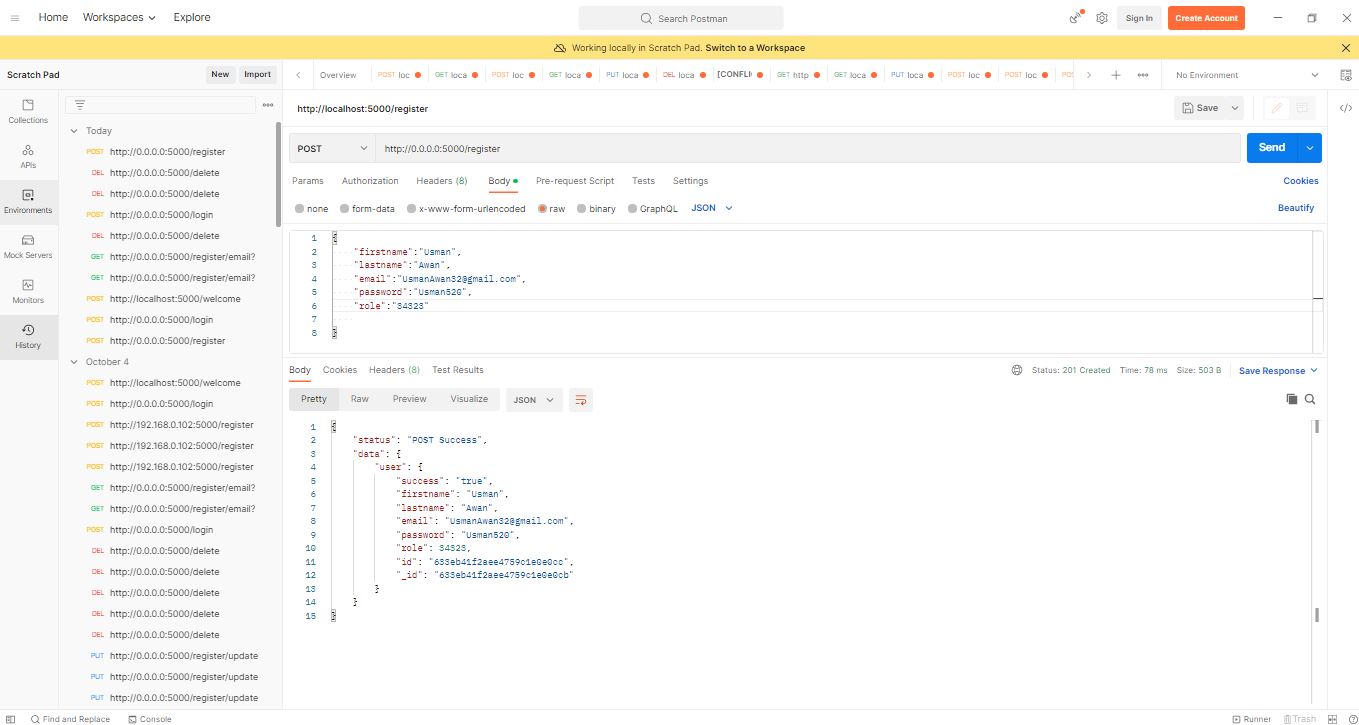 Home Workspaces Explore Search Postman Sign In Create Account
Working locally in Scratch Pad. Switch to a Workspace
Scratch Pad New Import Overview POST loc GET loca POST loc GET loca PUT loca DEL loca [CONFLI GET http GET loca PUT loca POST loc POST loc POS No Environment
Collections
APIs
Environments
Mock Servers
Monitors
History
Today
POST http://0.0.0.0:5000/register
DEL http://0.0.0.0:5000/delete
DEL http://0.0.0.0:5000/delete
POST http://0.0.0.0:5000/login
DEL http://0.0.0.0:5000/delete
GET http://0.0.0.0:5000/register/email?
GET http://0.0.0.0:5000/register/email?
POST http://localhost:5000/welcome
POST http://0.0.0.0:5000/login
POST http://0.0.0.0:5000/register
October 4
POST http://localhost:5000/welcome
POST http://0.0.0.0:5000/login
POST http://192.168.0.102:5000/register
POST http://192.168.0.102:5000/register
POST http://192.168.0.102:5000/register
GET http://0.0.0.0:5000/register/email?
GET http://0.0.0.0:5000/register/email?
POST http://0.0.0.0:5000/login
DEL http://0.0.0.0:5000/delete
DEL http://0.0.0.0:5000/delete
DEL http://0.0.0.0:5000/delete
DEL http://0.0.0.0:5000/delete
DEL http://0.0.0.0:5000/delete
PUT http://0.0.0.0:5000/register/update
PUT http://0.0.0.0:5000/register/update
PUT http://0.0.0.0:5000/register/update
http://localhost:5000/register Save
POST http://0.0.0.0:5000/register Send
Params Authorization Headers (8) Body Pre-request Script Tests Settings Cookies
none form-data x-www-form-urlencoded raw binary GraphQL JSON Beautify
1 {
2 "firstname":"Usman",
3 "lastname":"Awan",
4 "email":"UsmanAwan32@gmail.com",
5 "password":"Usman520",
6 "role":"34323"
7
8 }
Body Cookies Headers (8) Test Results Status: 201 Created Time: 78 ms Size: 503 B Save Response
Pretty Raw Preview Visualize JSON
1 {
2 "status": "POST Success",
3 "data": {
4 "user": {
5 "success": "true",
6 "firstname": "Usman",
7 "lastname": "Awan",
8 "email": "UsmanAwan32@gmail.com",
9 "password": "Usman520",
10 "role": 34323,
11 "id": "633eb41f2aee4759c1e0e0cc",
12 "_id": "633eb41f2aee4759c1e0e0cb"
13 }
14 }
15 }
Find and Replace Console Runner Trash